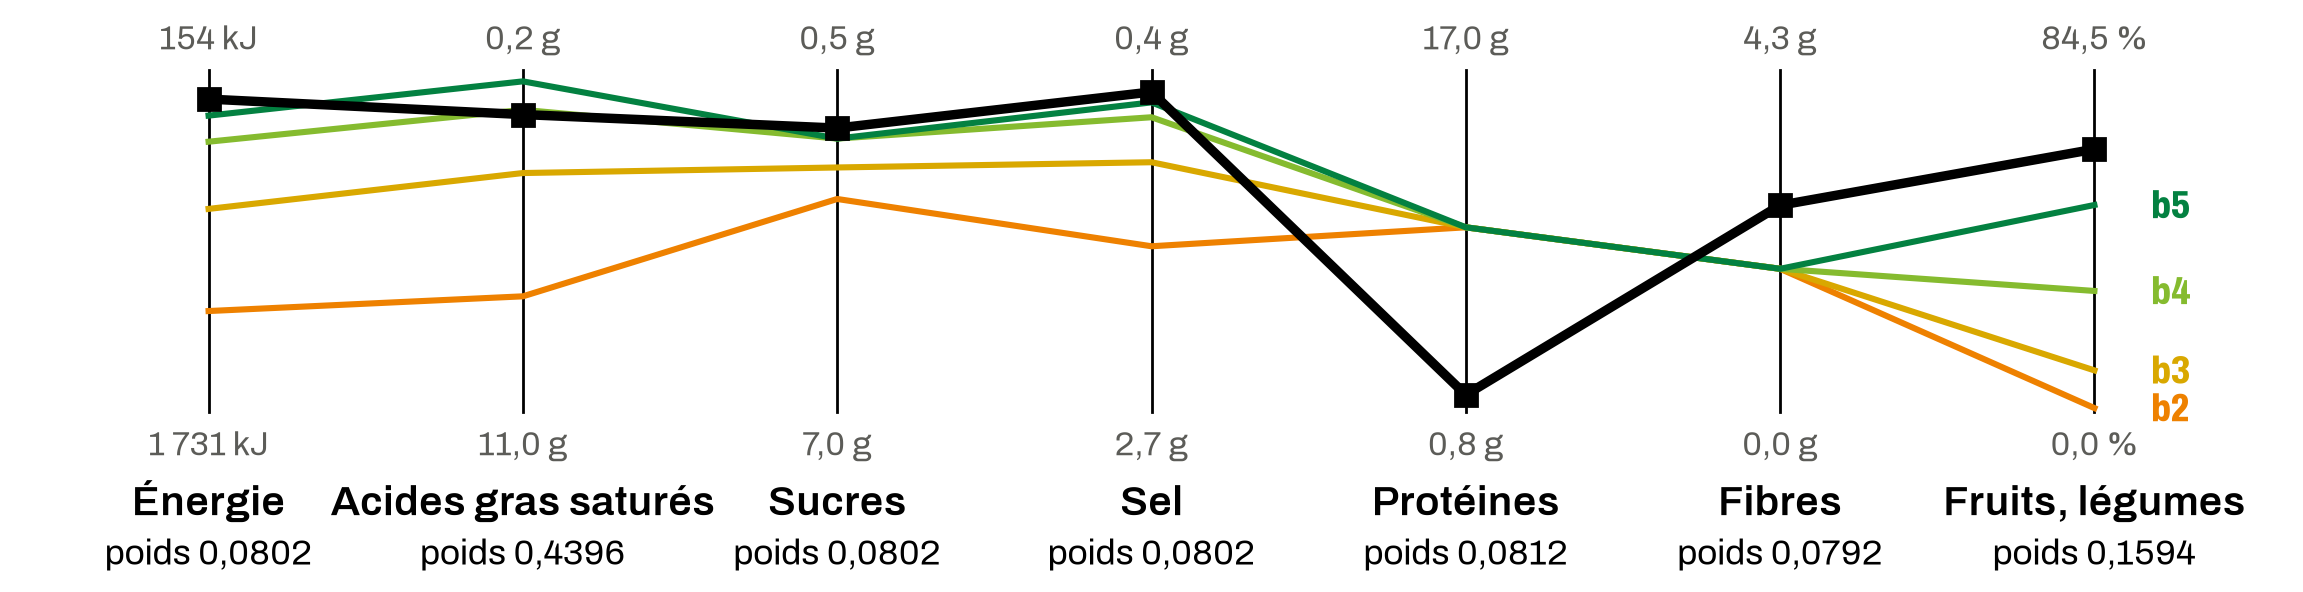 154 kJ 0,2 g 0,5 g 0,4 g 17,0 g 4,3 g 84,5 %
b5
b4
b3
b2
1 731 kJ 11,0 g 7,0 g 2,7 g 0,8 g 0,0 g 0,0 %
Énergie Acides gras saturés Sucres Sel Protéines Fibres Fruits, légumes
poids 0,0802 poids 0,4396 poids 0,0802 poids 0,0802 poids 0,0812 poids 0,0792 poids 0,1594